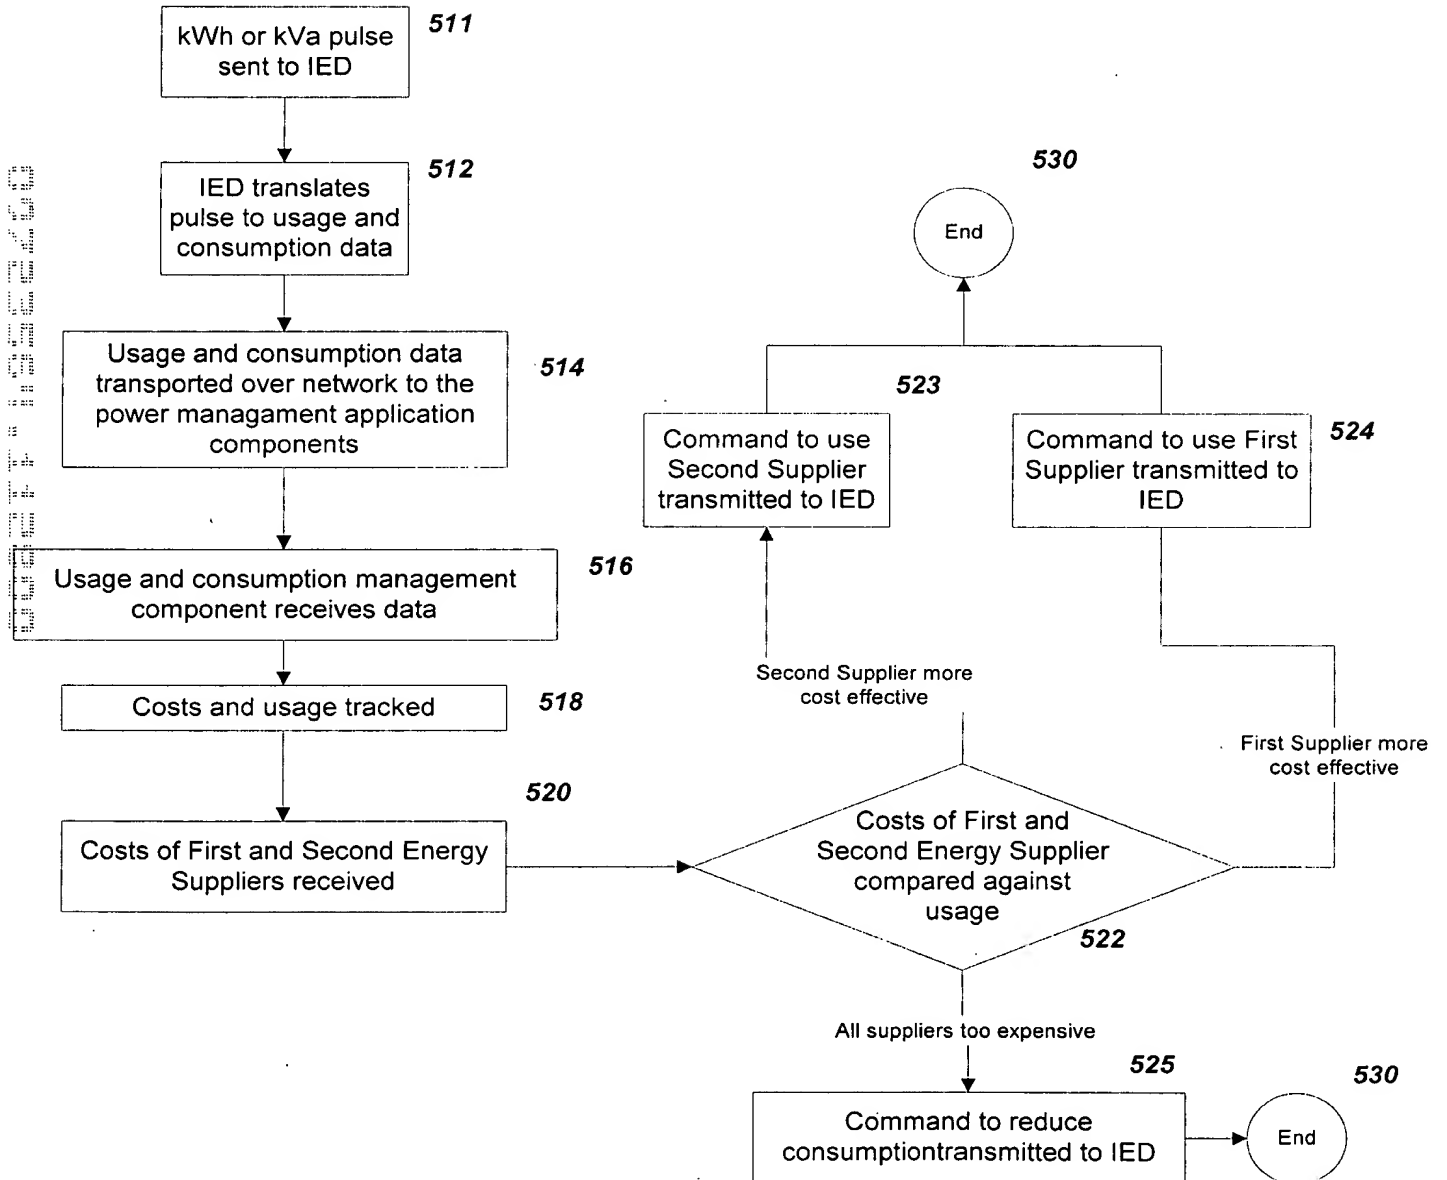 kWh or kVa pulse
sent to IED
511
IED translates
pulse to usage and
consumption data
512
Usage and consumption data
transported over network to the
power managament application
components
514
Usage and consumption management
component receives data
516
Costs and usage tracked
518
Costs of First and Second Energy
Suppliers received
520
Costs of First and
Second Energy Supplier
compared against
usage
522
Second Supplier more
cost effective
Command to use
Second Supplier
transmitted to IED
523
First Supplier more
cost effective
Command to use First
Supplier transmitted to
IED
524
End
530
All suppliers too expensive
Command to reduce
consumptiontransmitted to IED
525
End
530